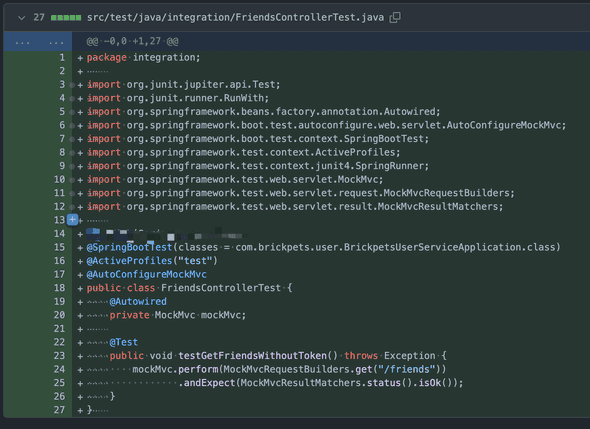 27 src/test/java/integration/FriendsControllerTest.java
... ... @@ -0,0 +1,27 @@
1 + package integration;
2 +
3 + import org.junit.jupiter.api.Test;
4 + import org.junit.runner.RunWith;
5 + import org.springframework.beans.factory.annotation.Autowired;
6 + import org.springframework.boot.test.autoconfigure.web.servlet.AutoConfigureMockMvc;
7 + import org.springframework.boot.test.context.SpringBootTest;
8 + import org.springframework.test.context.ActiveProfiles;
9 + import org.springframework.test.context.junit4.SpringRunner;
10 + import org.springframework.test.web.servlet.MockMvc;
11 + import org.springframework.test.web.servlet.request.MockMvcRequestBuilders;
12 + import org.springframework.test.web.servlet.result.MockMvcResultMatchers;
13 +
14 +
15 + @SpringBootTest(classes = com.brickpets.user.BrickpetsUserServiceApplication.class)
16 + @ActiveProfiles("test")
17 + @AutoConfigureMockMvc
18 + public class FriendsControllerTest {
19 + @Autowired
20 + private MockMvc mockMvc;
21 +
22 + @Test
23 + public void testGetFriendsWithoutToken() throws Exception {
24 + mockMvc.perform(MockMvcRequestBuilders.get("/friends"))
25 + .andExpect(MockMvcResultMatchers.status().isOk());
26 + }
27 + }